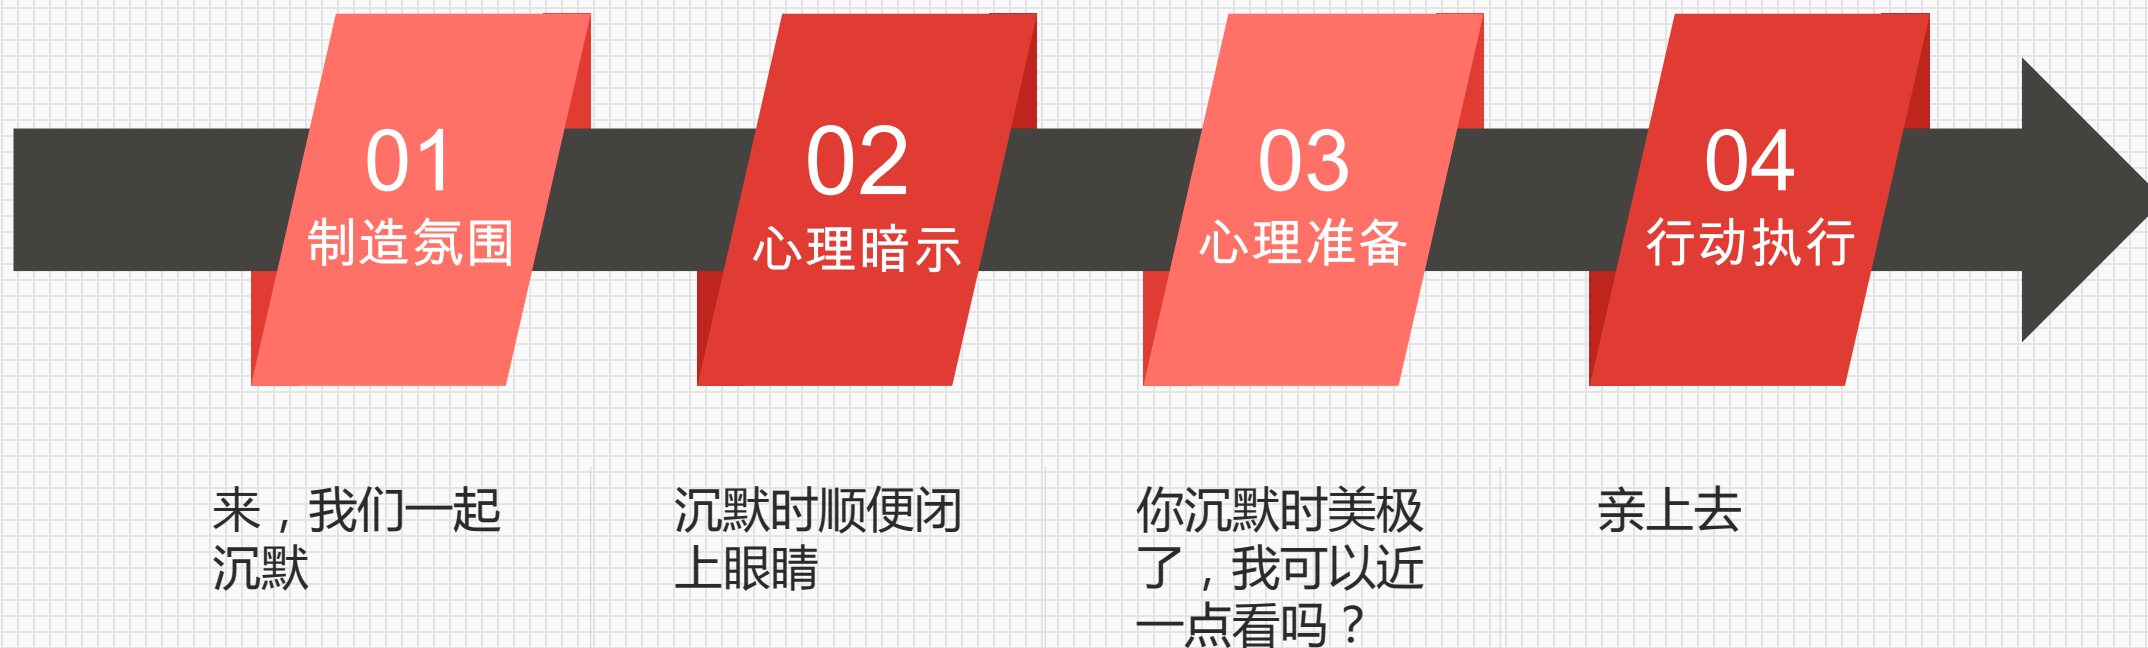 01
制造氛围
02
心理暗示
03
心理准备
04
行动执行
来，我们一起
沉默
沉默时顺便闭
上眼睛
你沉默时美极
了，我可以近
一点看吗？
亲上去